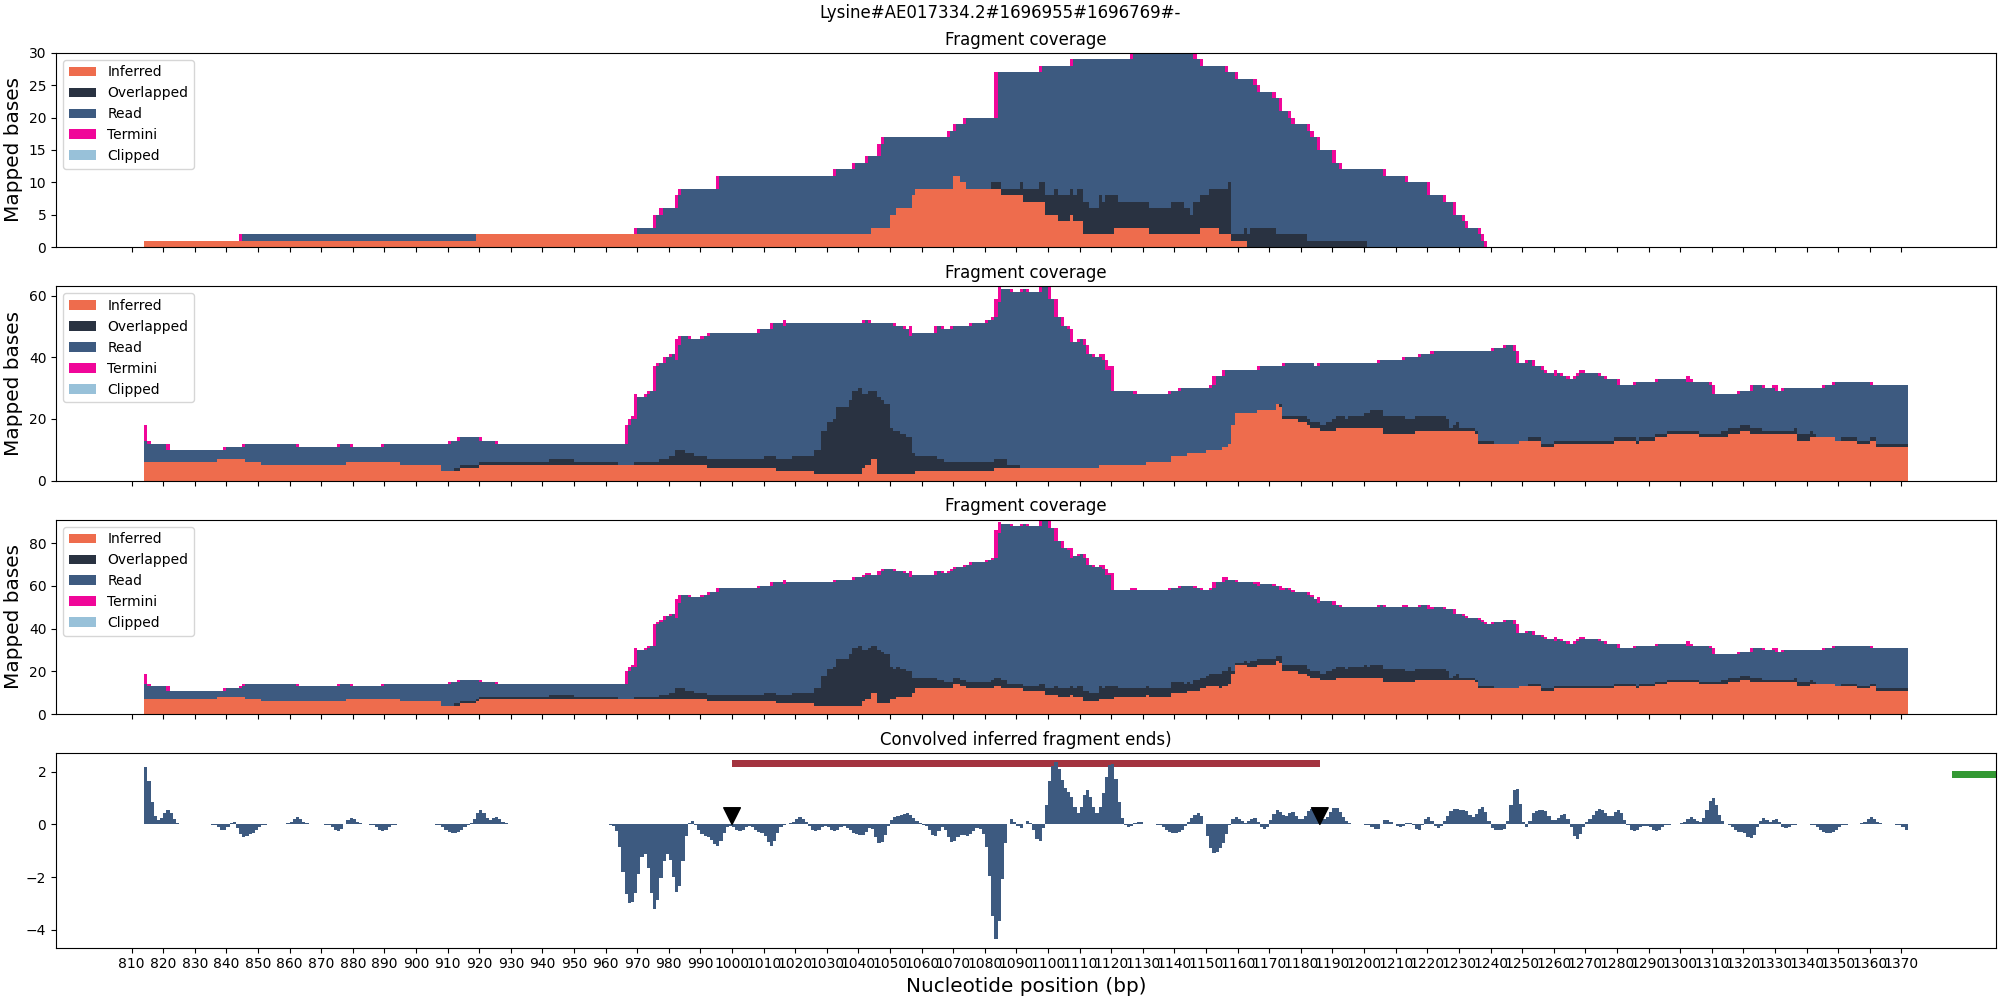 Lysine#AE017334.2#1696955#1696769#-
Fragment coverage
Mapped bases
30
25
20
15
10
5
0
Inferred
Overlapped
Read
Termini
Clipped
Fragment coverage
Mapped bases
60
40
20
0
Inferred
Overlapped
Read
Termini
Clipped
Fragment coverage
Mapped bases
80
60
40
20
0
Inferred
Overlapped
Read
Termini
Clipped
Convolved inferred fragment ends)
2
0
−2
−4
810 820 830 840 850 860 870 880 890 900 910 920 930 940 950 960 970 980 990 1000 1010 1020 1030 1040 1050 1060 1070 1080 1090 1100 1110 1120 1130 1140 1150 1160 1170 1180 1190 1200 1210 1220 1230 1240 1250 1260 1270 1280 1290 1300 1310 1320 1330 1340 1350 1360 1370
Nucleotide position (bp)